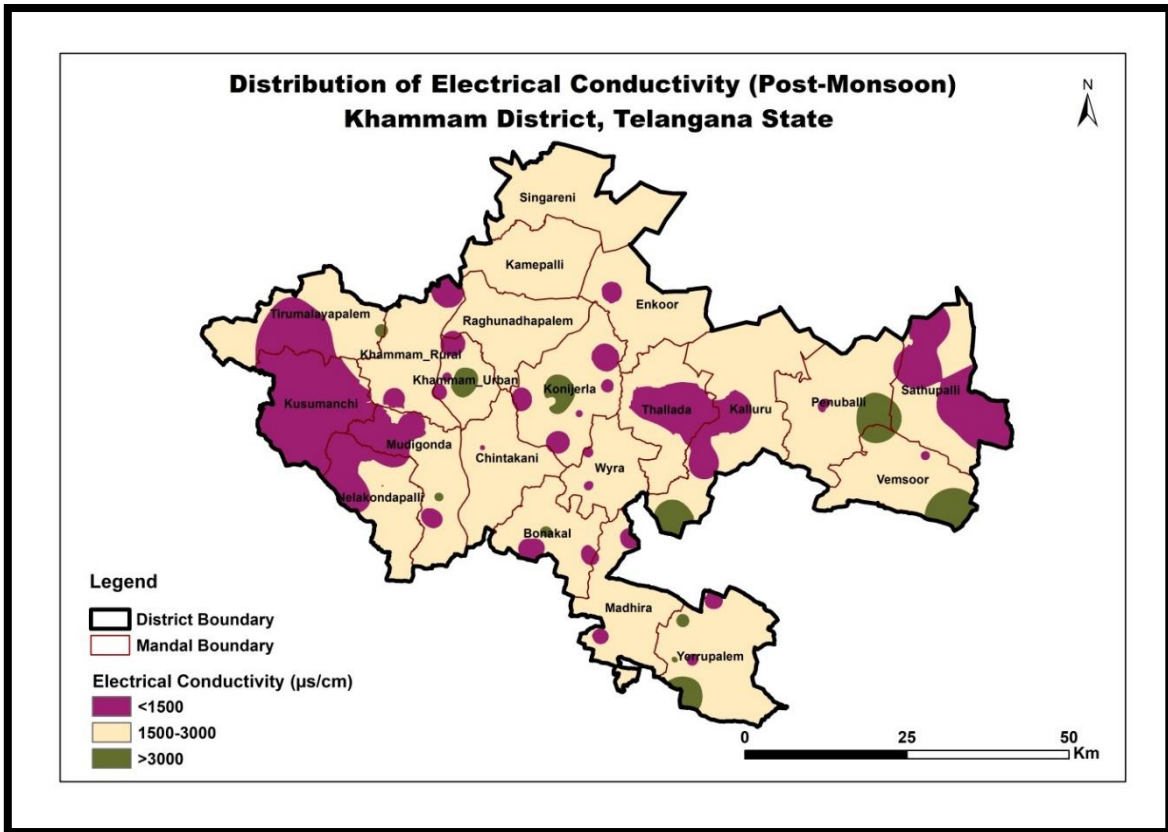 Distribution of Electrical Conductivity (Post-Monsoon)
Khammam District, Telangana State
N
Singareni
Kamepalli
Enkoor
Tirumalayapalem
Raghunadhapalem
Khammam_Rural
Khammam_Urban
Konijerla
Kusumanchi
Thallada
Kalluru
Penuballi
Sathupalli
Mudigonda
Chintakani
Wyra
Vemsoor
Nelakondapalli
Bonakal
Madhira
Yerrupalem
Legend
District Boundary
Mandal Boundary
Electrical Conductivity (µs/cm)
<1500
1500-3000
>3000
0 25 50
Km